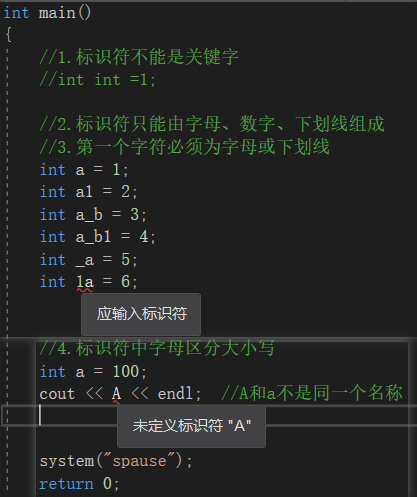 int main()
{
//1.标识符不能是关键字
//int int =1;
//2.标识符只能由字母、数字、下划线组成
//3.第一个字符必须为字母或下划线
int a = 1;
int a1 = 2;
int a_b = 3;
int a_b1 = 4;
int _a = 5;
int 1a = 6;
应输入标识符
//4.标识符中字母区分大小写
int a = 100;
cout << A << endl;  //A和a不是同一个名称
未定义标识符 "A"
system("spause");
return 0;